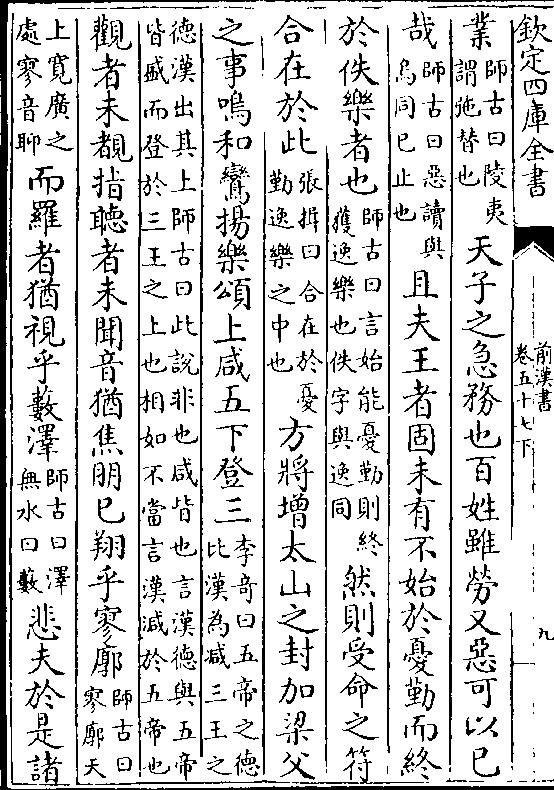 欽定四庫全書
前漢書
卷五十七下
九
業師古曰陵夷謂弛替也天子之急務也百姓雖勞又惡可以已
哉師古曰惡讀與烏同已止也且夫王者固未有不始於憂勤而終
於佚樂者也師古曰言始能憂勤則終獲逸樂也佚字與逸同然則受命之符
合在於此張揖曰合在於憂勤逸樂之中也方將增太山之封加梁父
之事鳴和鸞揚樂頌上咸五下登三李竒曰五帝之德比漢為减三王之
德漢出其上師古曰此說非也咸皆也言漢德與五帝皆盛而登於三王之上也相如不當言漢减於五帝也
觀者未覩指聽者未聞音猶焦朋已翔乎寥廓師古曰寥廓天
上寛廣之處寥音聊而羅者猶視乎藪澤師古曰澤無水曰藪悲夫於是諸